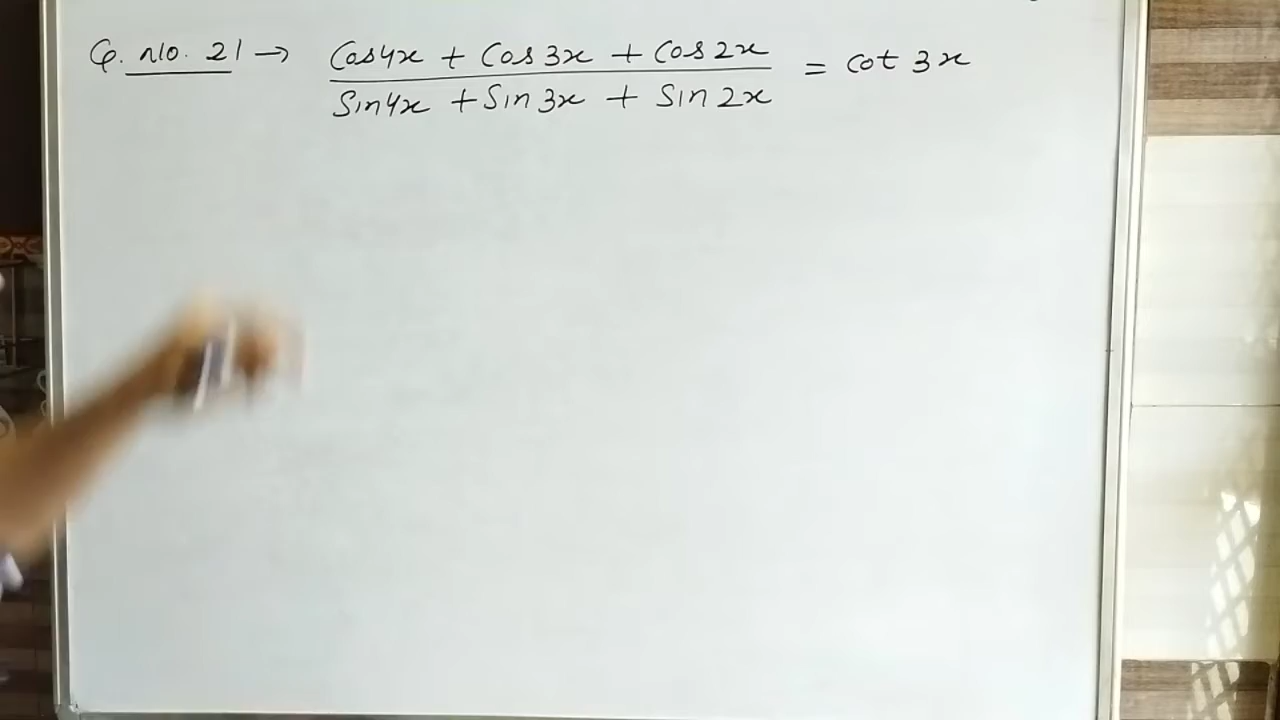 Q. No. 21 → Cos4x + Cos3x + Cos2x / Sin4x + Sin3x + Sin2x = cot 3x